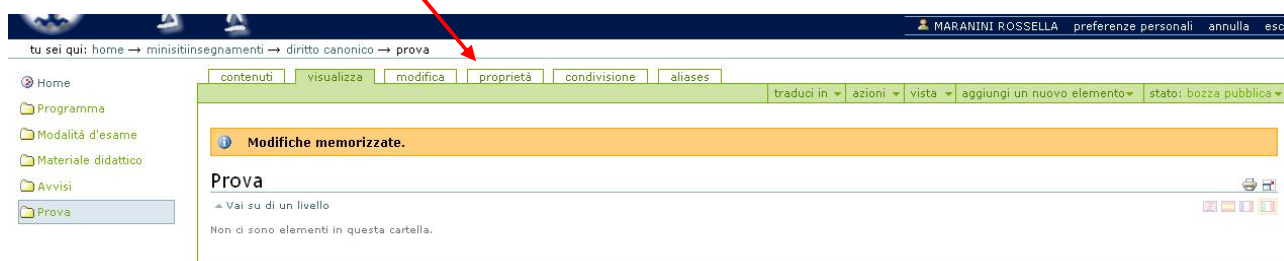 MARANINI ROSSELLA preferenze personali annulla esc
tu sei qui: home → minisitiinsegnamenti → diritto canonico → prova
Home
Programma
Modalità d'esame
Materiale didattico
Avvisi
Prova
contenuti visualizza modifica proprietà condivisione aliases
traduci in azioni vista aggiungi un nuovo elemento stato: bozza pubblica
Modifiche memorizzate.
Prova
Vai su di un livello
Non ci sono elementi in questa cartella.